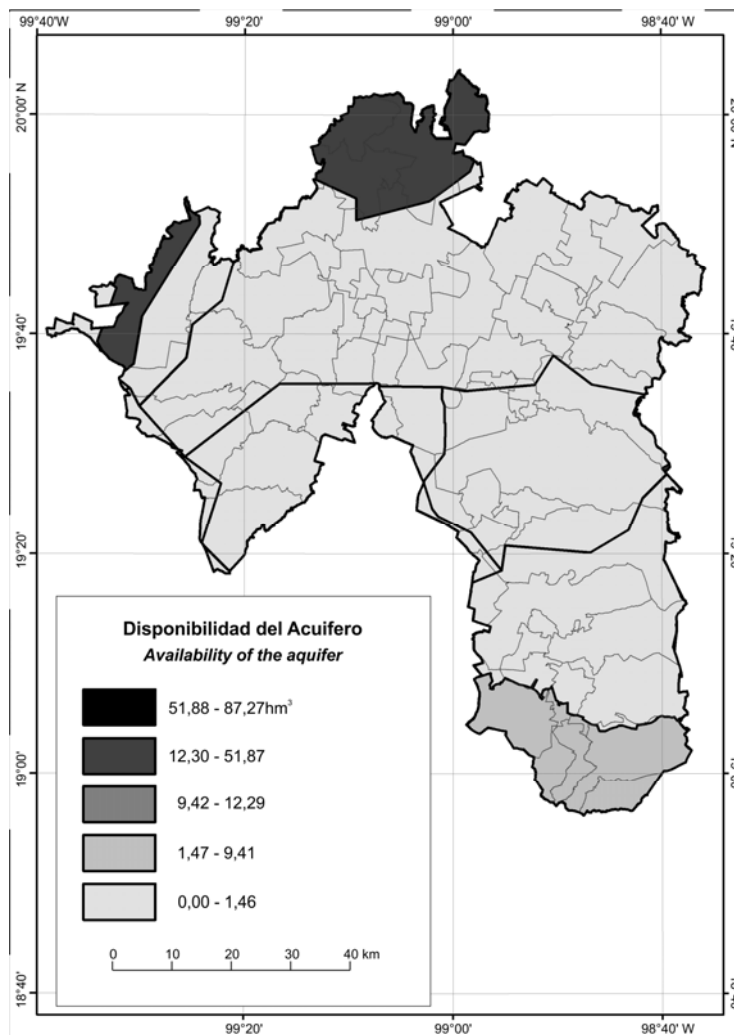 99°40' W 99°20' 99°00' 98°40'
20°00' N
19°40'
19°20'
19°00'
18°40'
Disponibilidad del Acuifero
Availability of the aquifer
51,88 - 87,27hm³
12,30 - 51,87
9,42 - 12,29
1,47 - 9,41
0,00 - 1,46
0 10 20 30 40 km
99°20' 99°00' 98°40'